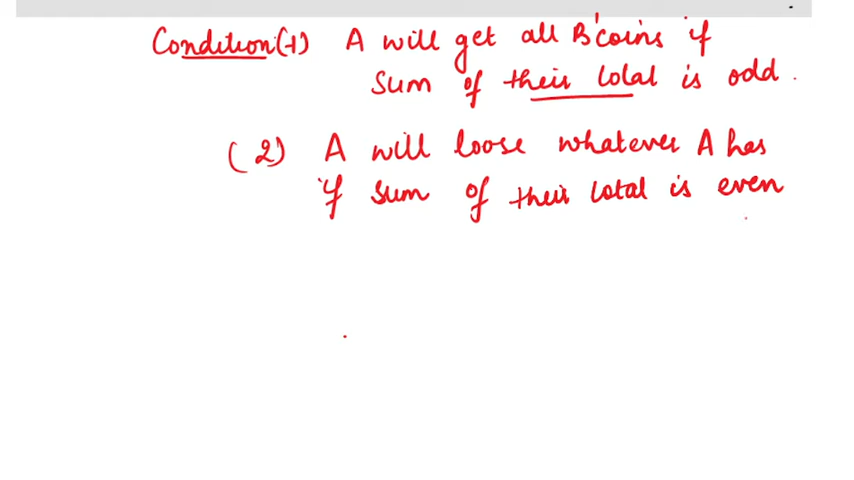 Condition(1) A will get all B'coins if
sum of their total is odd.
(2) A will loose whatever A has
if sum of their total is even